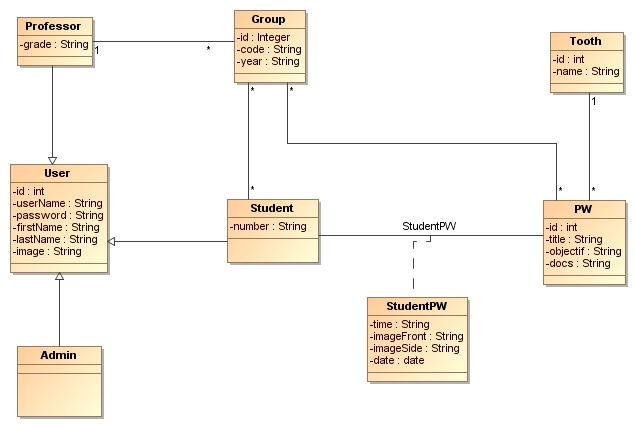 Professor
-grade : String
1
*
Group
-id : Integer
-code : String
-year : String
*
*
Tooth
-id : int
-name : String
1
User
-id : int
-userName : String
-password : String
-firstName : String
-lastName : String
-image : String
*
Student
-number : String
StudentPW
*
*
PW
-id : int
-title : String
-objectif : String
-docs : String
StudentPW
-time : String
-imageFront : String
-imageSide : String
-date : date
Admin